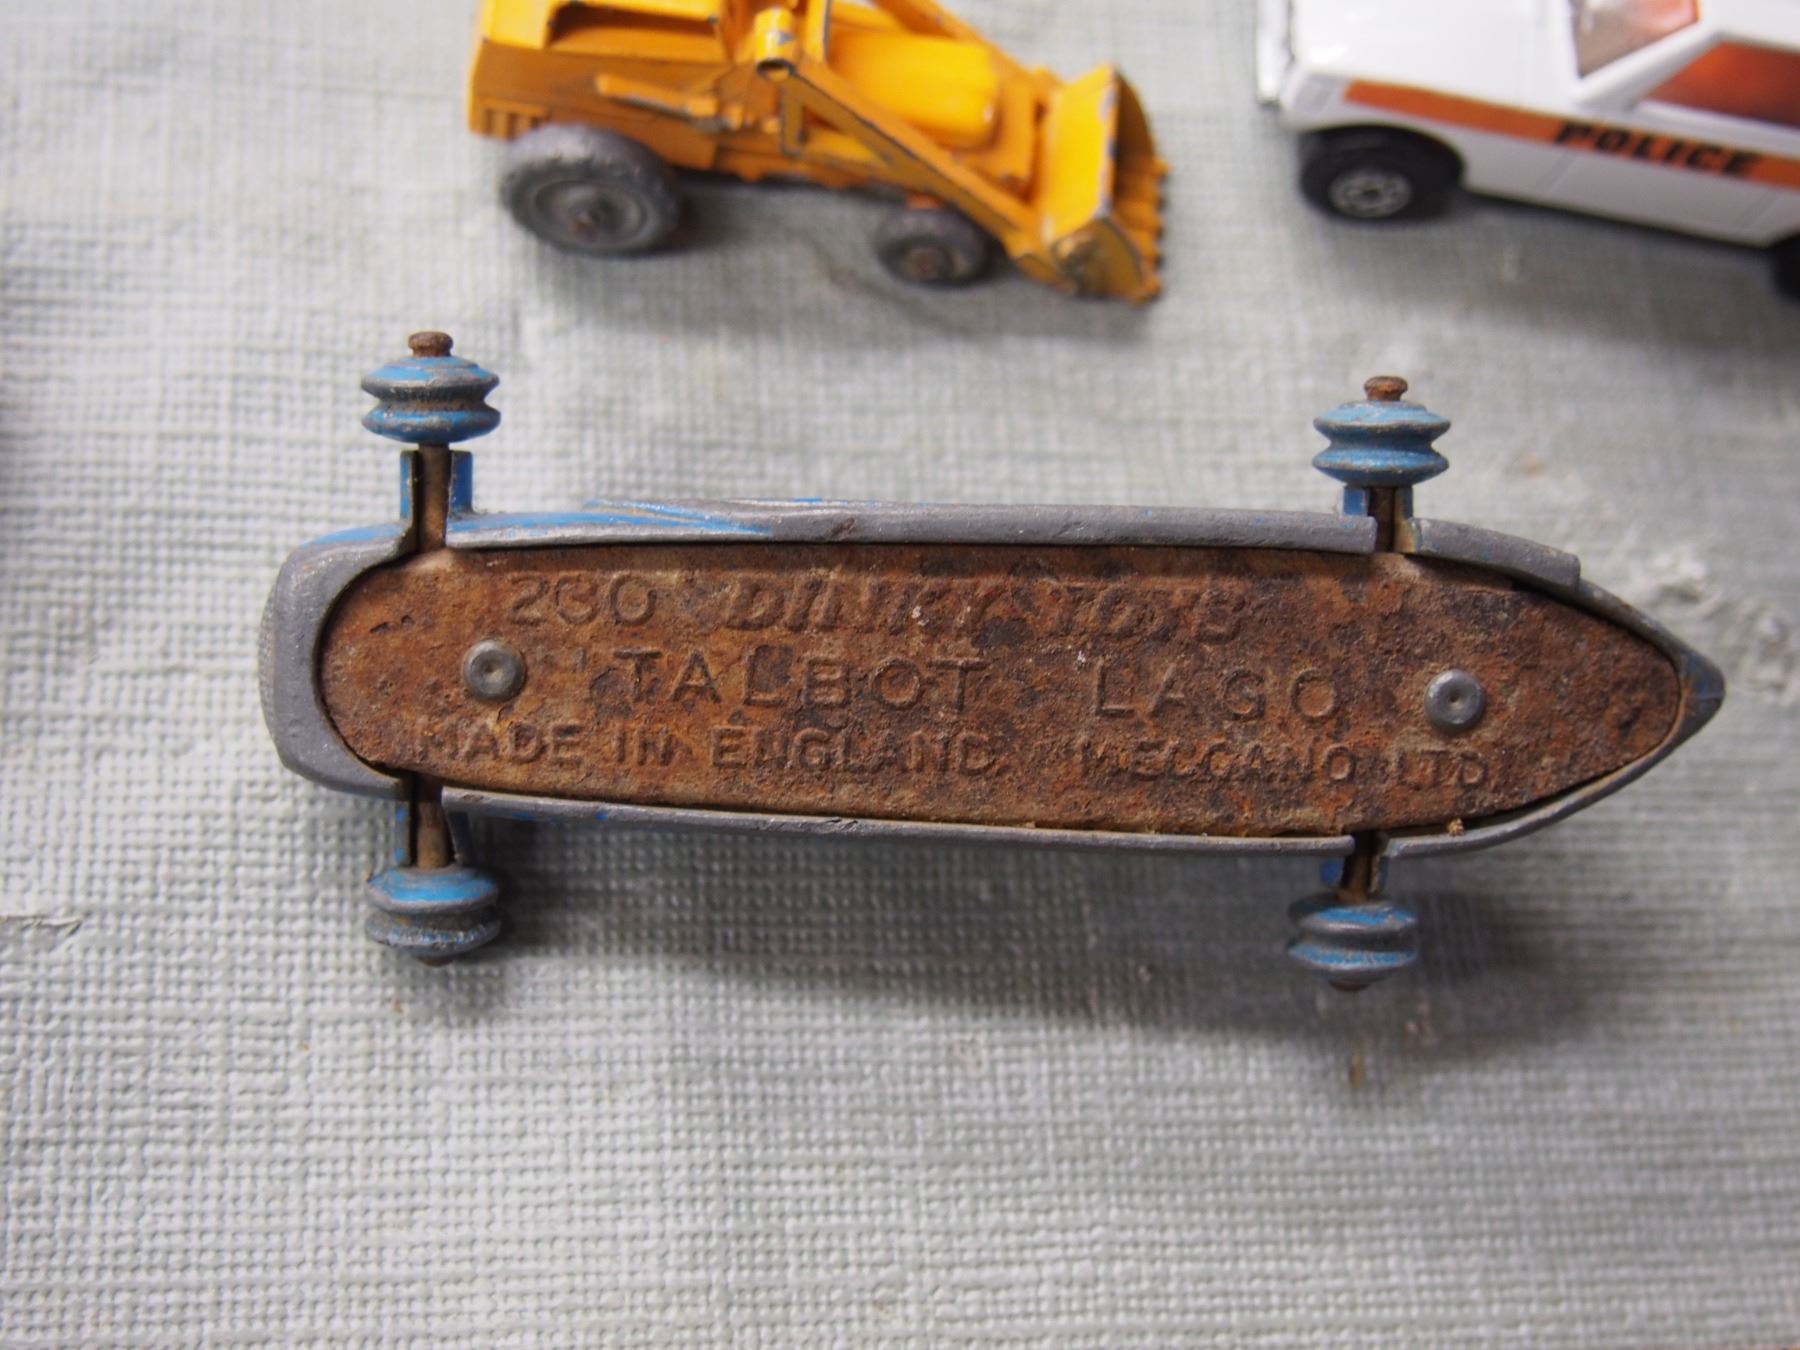 POLICE
230 DINKY TOYS
TALBOT LAGO
MADE IN ENGLAND MECCANO LTD